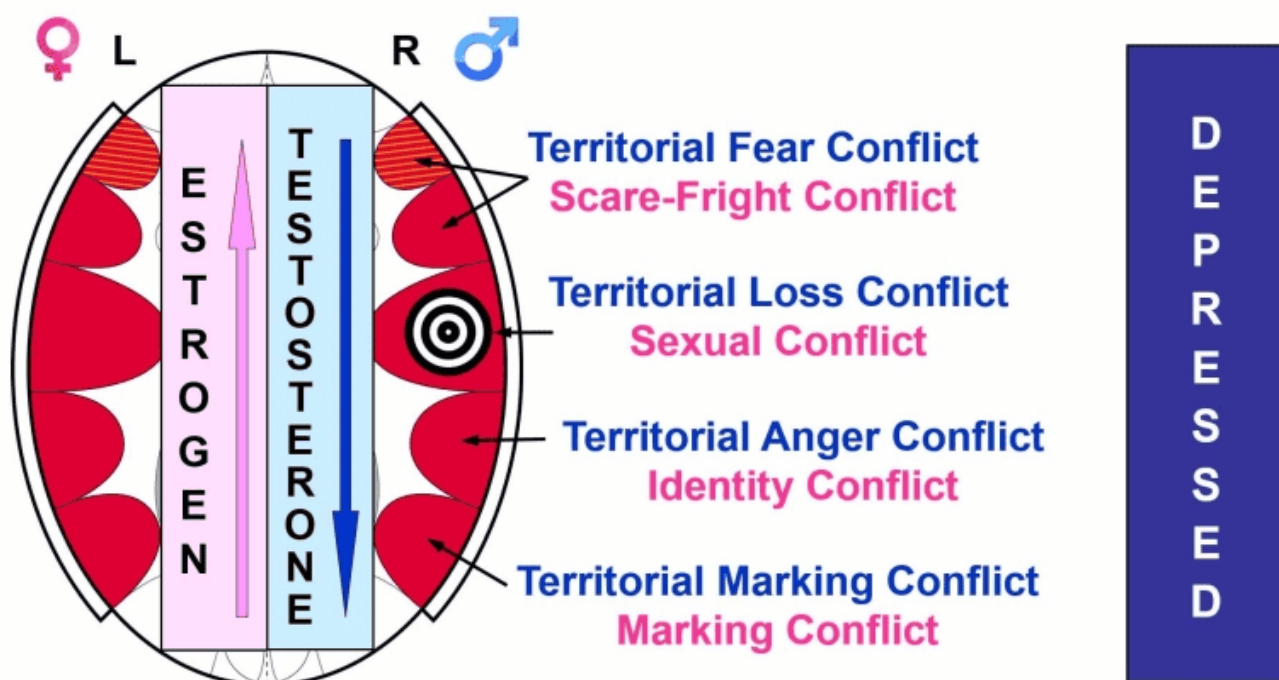 L
R
ESTROGEN
TESTOSTERONE
Territorial Fear Conflict
Scare-Fright Conflict
Territorial Loss Conflict
Sexual Conflict
Territorial Anger Conflict
Identity Conflict
Territorial Marking Conflict
Marking Conflict
DEPRESSED